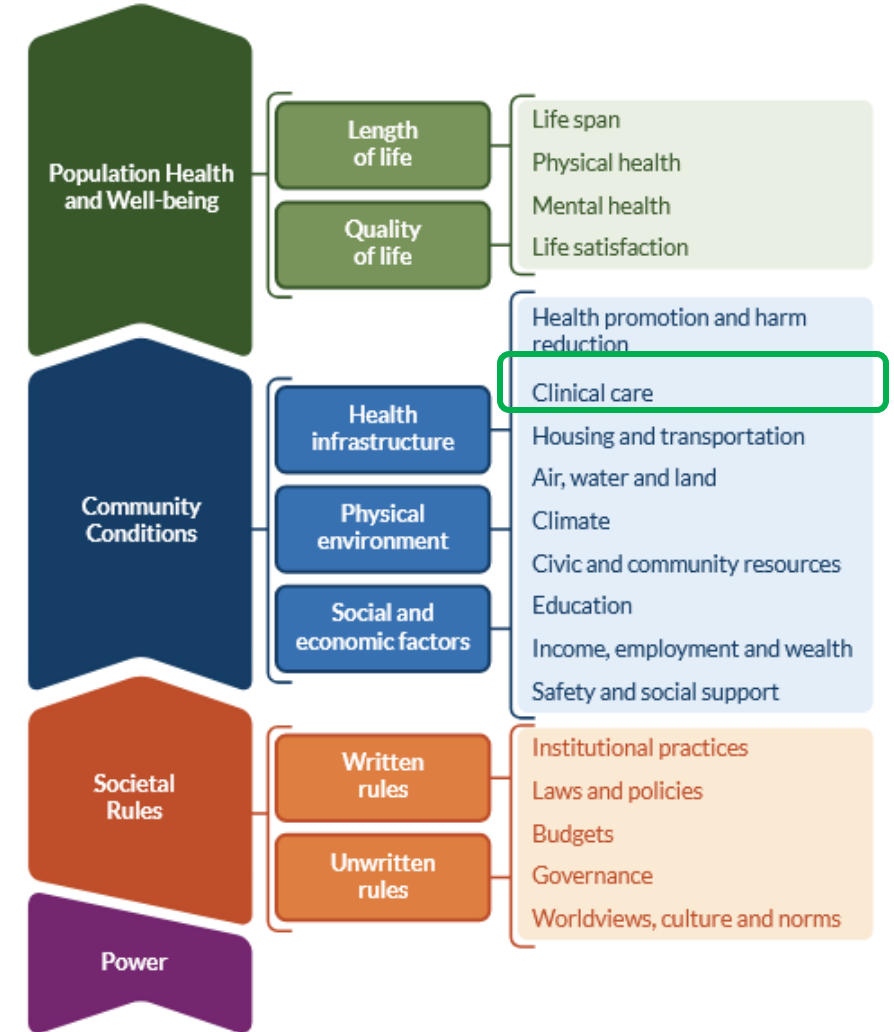 Population Health
and Well-being
Length
of life
Quality
of life
Life span
Physical health
Mental health
Life satisfaction
Community
Conditions
Health
infrastructure
Physical
environment
Social and
economic factors
Health promotion and harm
reduction
Clinical care
Housing and transportation
Air, water and land
Climate
Civic and community resources
Education
Income, employment and wealth
Safety and social support
Societal
Rules
Written
rules
Unwritten
rules
Institutional practices
Laws and policies
Budgets
Governance
Worldviews, culture and norms
Power